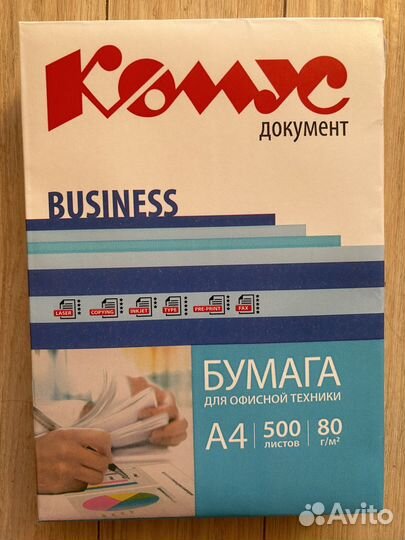 Комус
документ
BUSINESS
LASER COPYING INKJET TYPE PRE-PRINT FAX
БУМАГА
ДЛЯ ОФИСНОЙ ТЕХНИКИ
А4 500 листов 80 г/м²
Avito